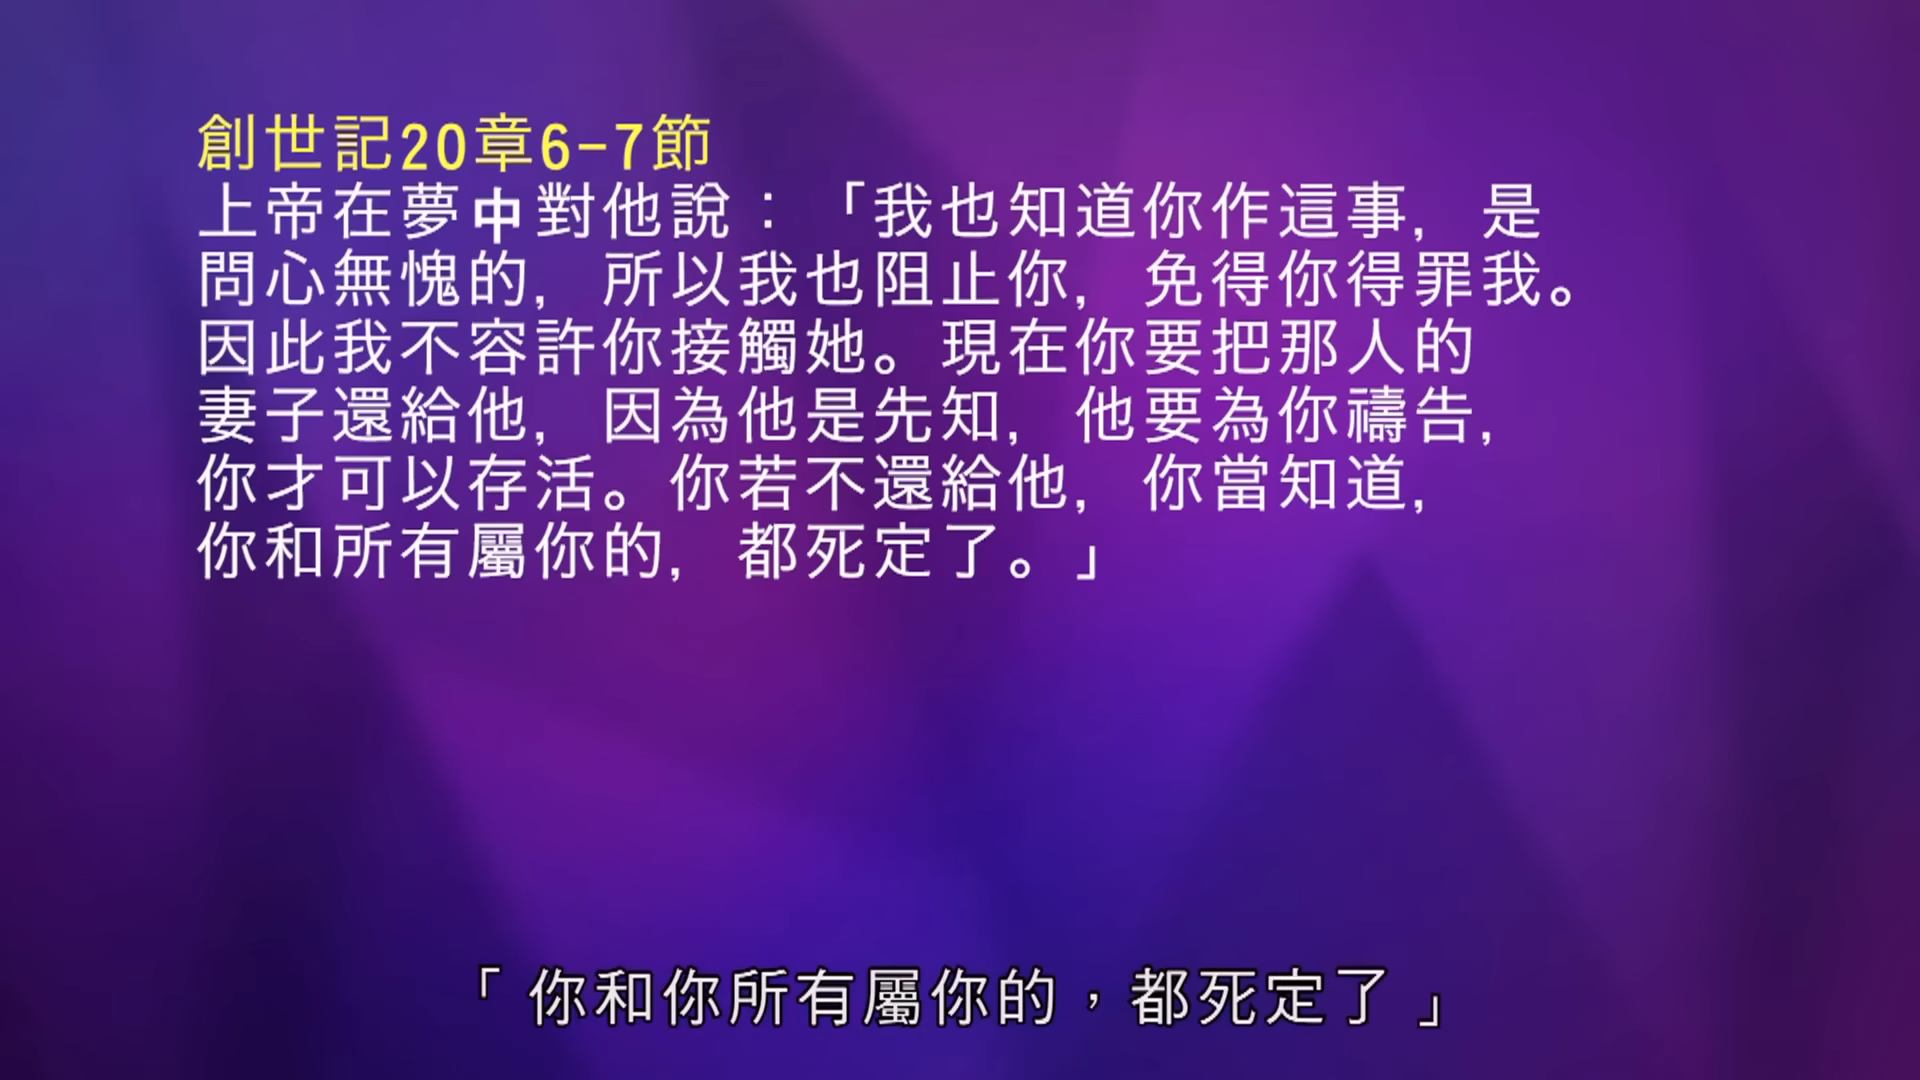 創世記20章6-7節
上帝在夢中對他說：「我也知道你作這事, 是
問心無愧的, 所以我也阻止你, 免得你得罪我。
因此我不容許你接觸她。現在你要把那人的
妻子還給他, 因為他是先知, 他要為你禱告,
你才可以存活。你若不還給他, 你當知道,
你和所有屬你的, 都死定了。」
「 你和你所有屬你的，都死定了 」